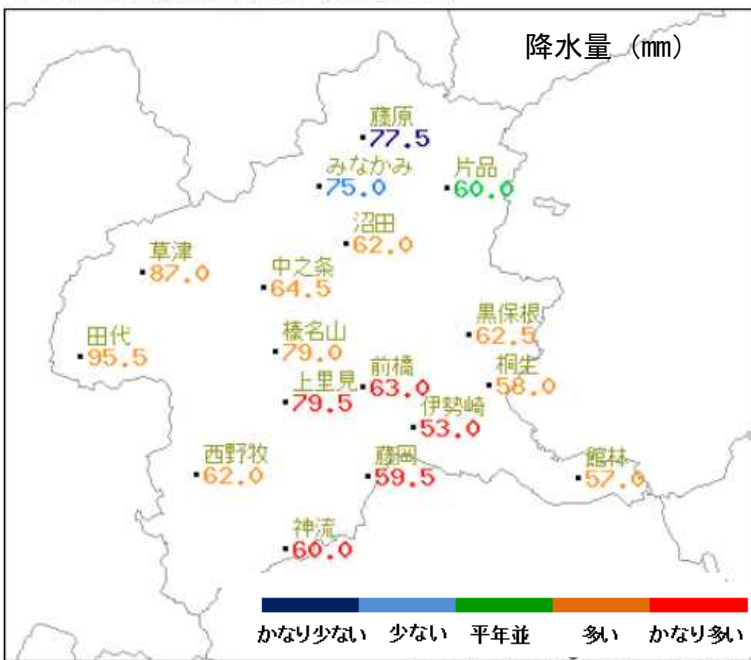 降水量 (mm)
藤原
77.5
みなかみ
75.0
片品
60.0
沼田
62.0
草津
87.0
中之条
64.5
黒保根
62.5
田代
95.5
榛名山
79.0
前橋
63.0
桐生
58.0
上里見
79.5
伊勢崎
53.0
西野牧
62.0
藤岡
59.5
館林
57.0
神流
60.0
かなり少ない 少ない 平年並 多い かなり多い